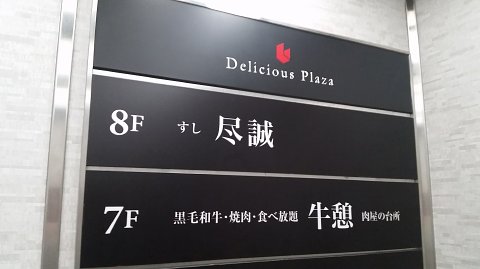 Delicious Plaza
8F すし 尽誠
7F 黒毛和牛・焼肉・食べ放題 牛憩 肉屋の台所